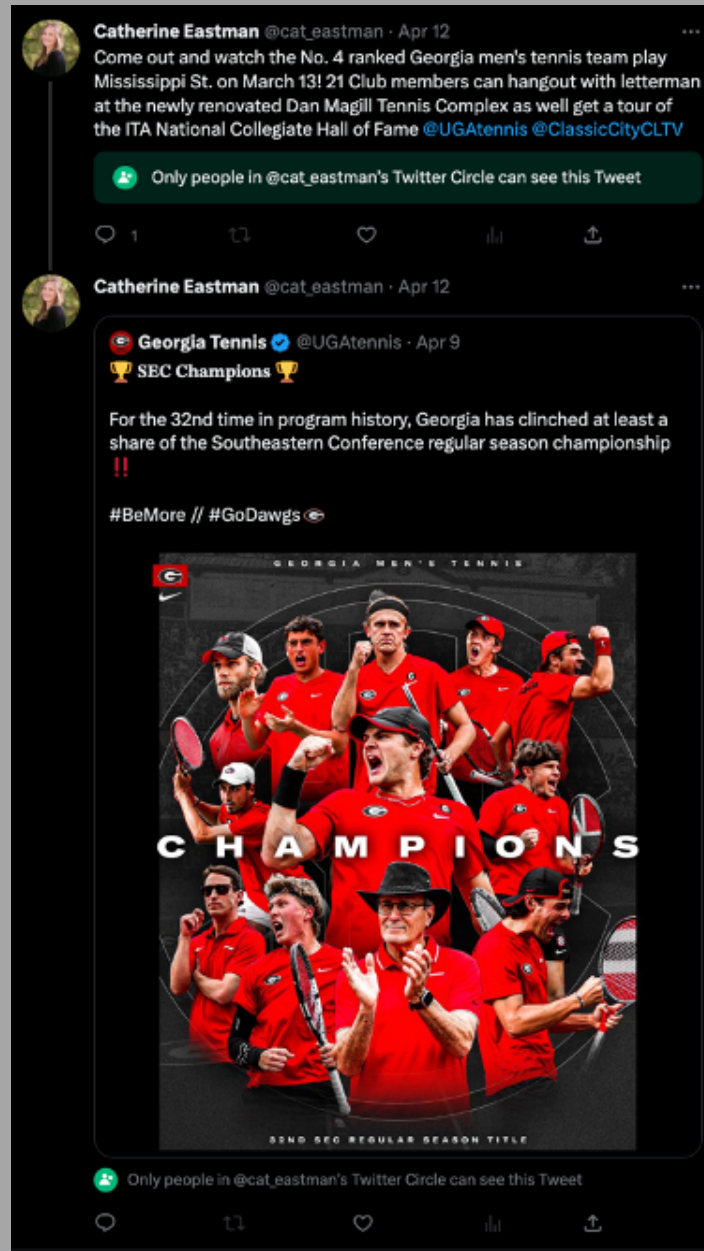 Catherine Eastman @cat_eastman · Apr 12
Come out and watch the No. 4 ranked Georgia men's tennis team play
Mississippi St. on March 13! 21 Club members can hangout with letterman
at the newly renovated Dan Magill Tennis Complex as well get a tour of
the ITA National Collegiate Hall of Fame @UGAtennis @ClassicCityCLTV
Only people in @cat_eastman's Twitter Circle can see this Tweet
1
Catherine Eastman @cat_eastman · Apr 12
Georgia Tennis @UGAtennis · Apr 9
🏆 SEC Champions 🏆
For the 32nd time in program history, Georgia has clinched at least a
share of the Southeastern Conference regular season championship
‼️
#BeMore // #GoDawgs
GEORGIA MEN'S TENNIS
CHAMPIONS
32ND SEC REGULAR SEASON TITLE
Only people in @cat_eastman's Twitter Circle can see this Tweet